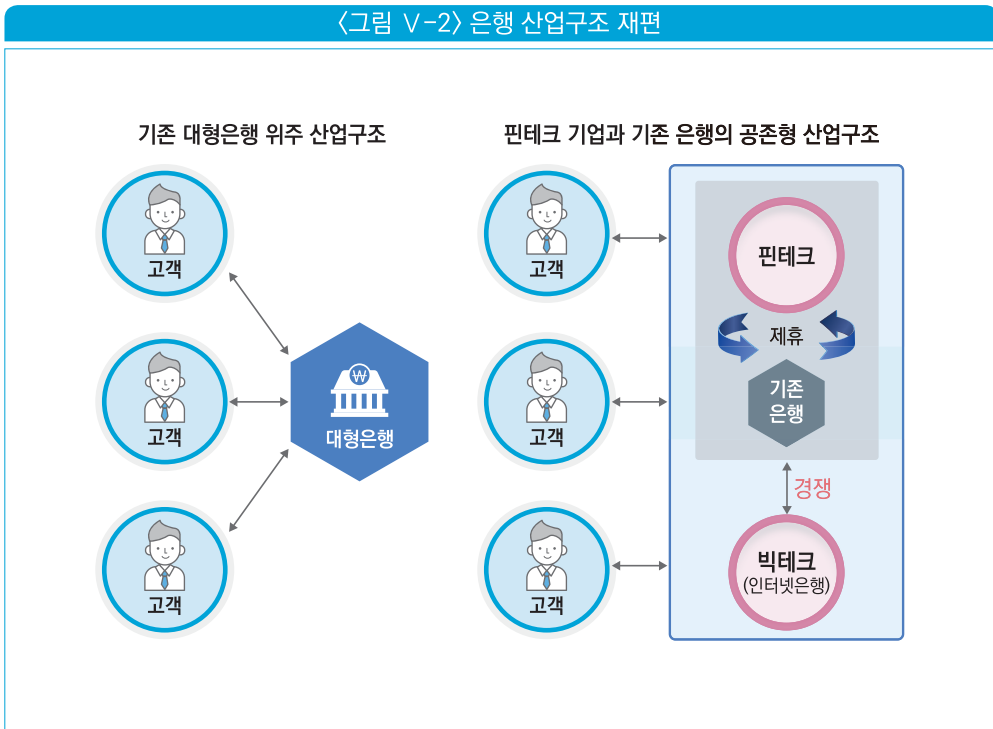 〈그림 Ⅴ-2〉 은행 산업구조 재편
기존 대형은행 위주 산업구조
고객
고객
고객
₩
대형은행
핀테크 기업과 기존 은행의 공존형 산업구조
고객
고객
고객
핀테크
제휴
기존
은행
경쟁
빅테크
(인터넷은행)